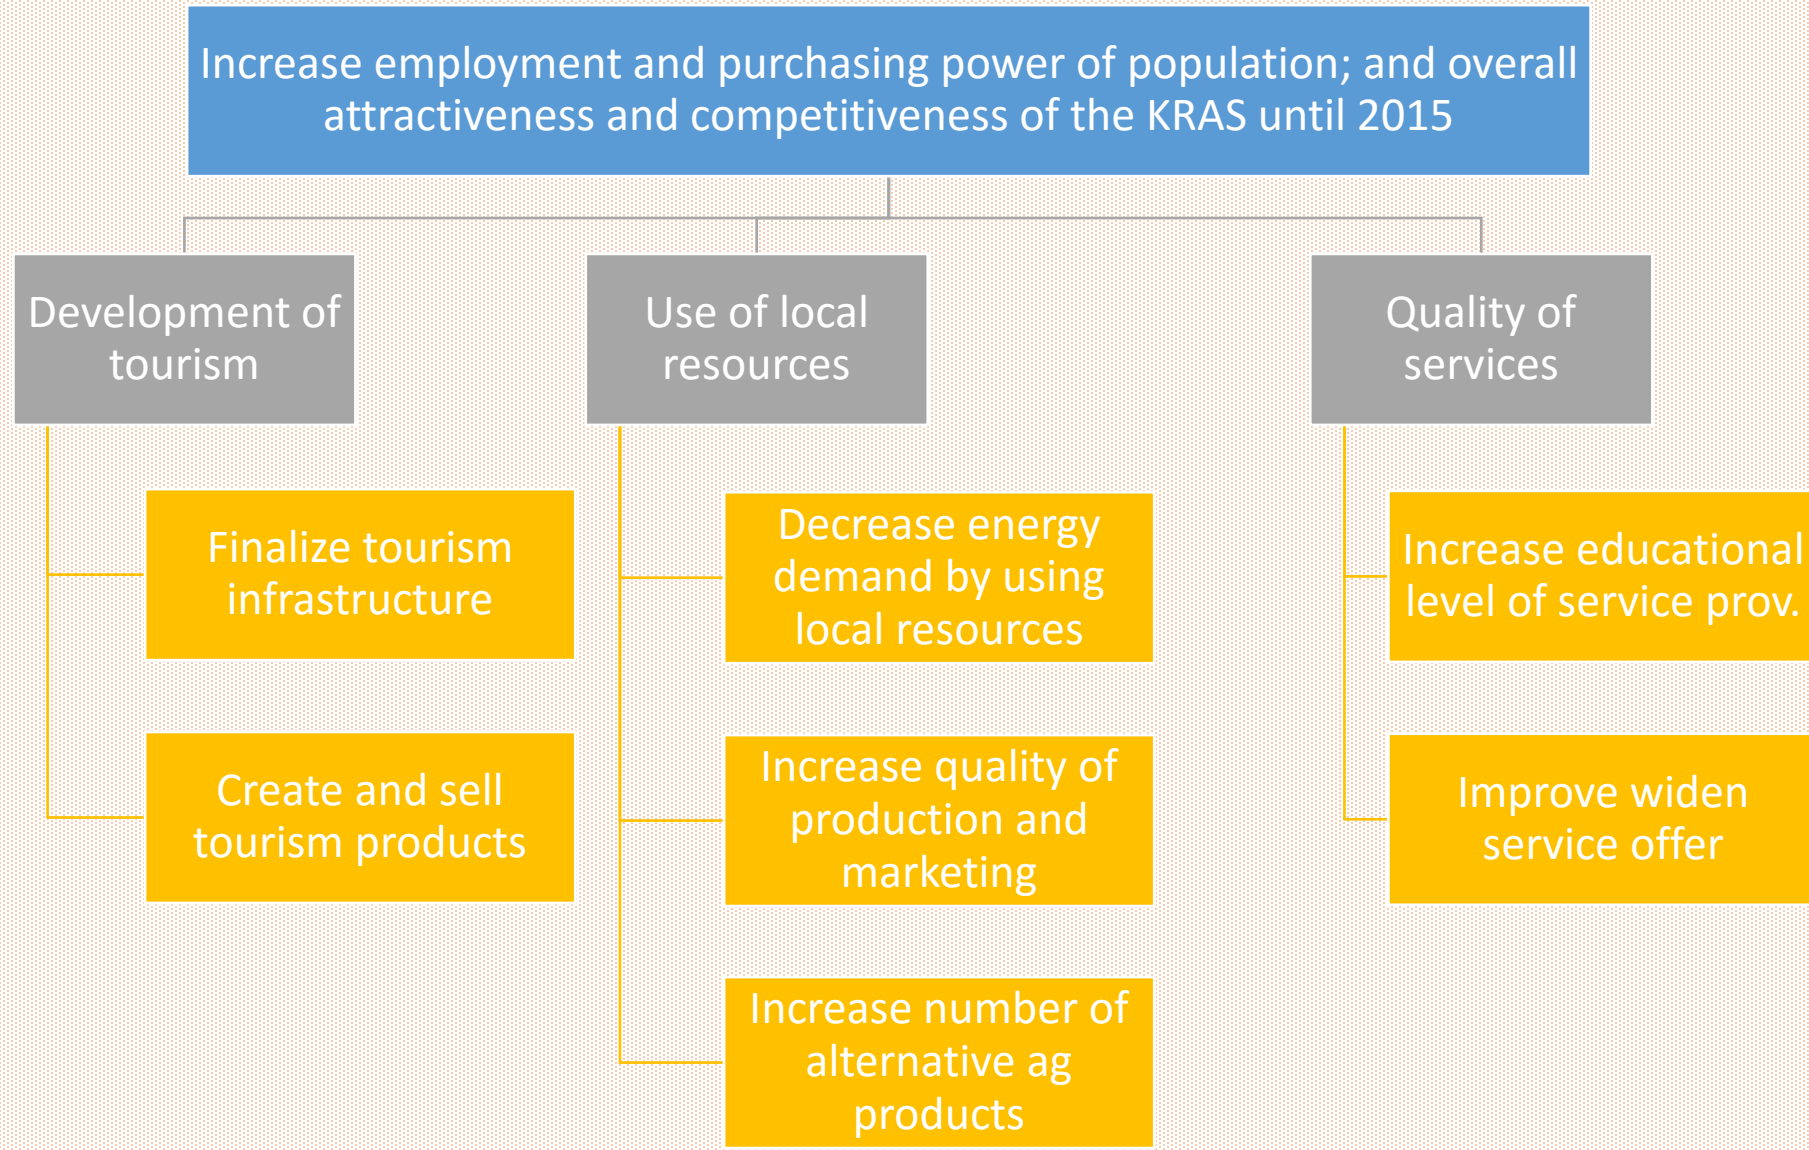 Increase employment and purchasing power of population; and overall
attractiveness and competitiveness of the KRAS until 2015
Development of
tourism
Use of local
resources
Quality of
services
Finalize tourism
infrastructure
Create and sell
tourism products
Decrease energy
demand by using
local resources
Increase quality of
production and
marketing
Increase number of
alternative ag
products
Increase educational
level of service prov.
Improve widen
service offer